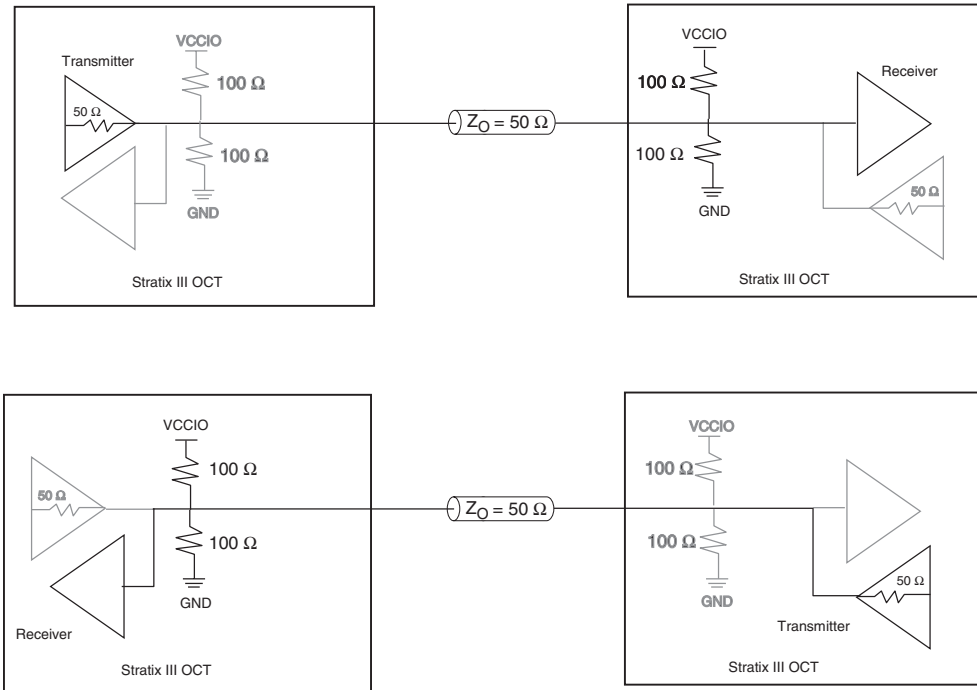 VCCIO
Transmitter
100 Ω
50 Ω
100 Ω
GND
Stratix III OCT
Z_O = 50 Ω
VCCIO
Receiver
100 Ω
100 Ω
50 Ω
GND
Stratix III OCT
VCCIO
100 Ω
50 Ω
100 Ω
GND
Receiver
Stratix III OCT
Z_O = 50 Ω
VCCIO
100 Ω
100 Ω
50 Ω
GND
Transmitter
Stratix III OCT